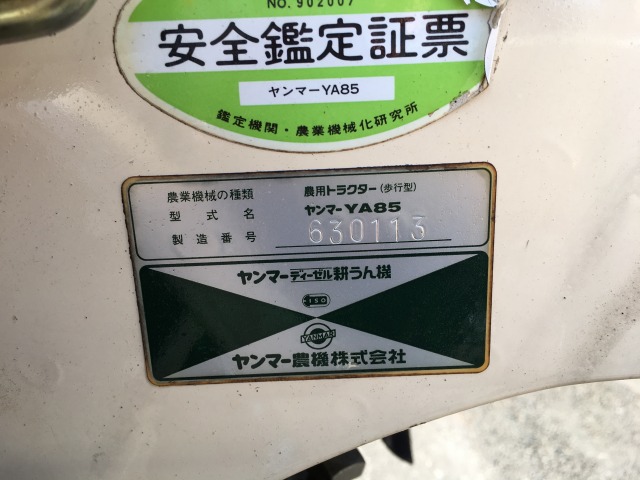 NO. 902007
安全鑑定証票
ヤンマーYA85
鑑定機関・農業機械化研究所
農業機械の種類 農用トラクター(歩行型)
型式名 ヤンマーYA85
製造番号 630113
ヤンマーディーゼル耕うん機
ISO
YANMAR
ヤンマー農機株式会社